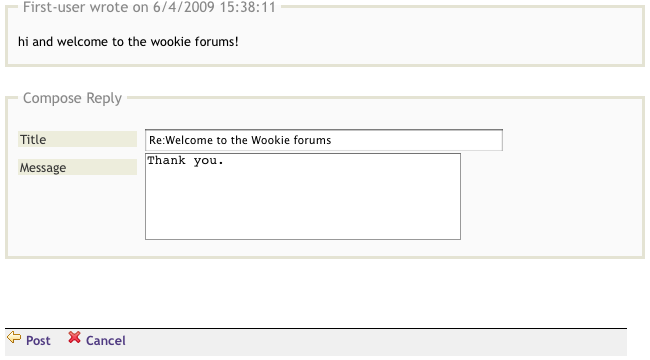 First-user wrote on 6/4/2009 15:38:11
hi and welcome to the wookie forums!
Compose Reply
Title Re:Welcome to the Wookie forums
Message Thank you.
Post Cancel